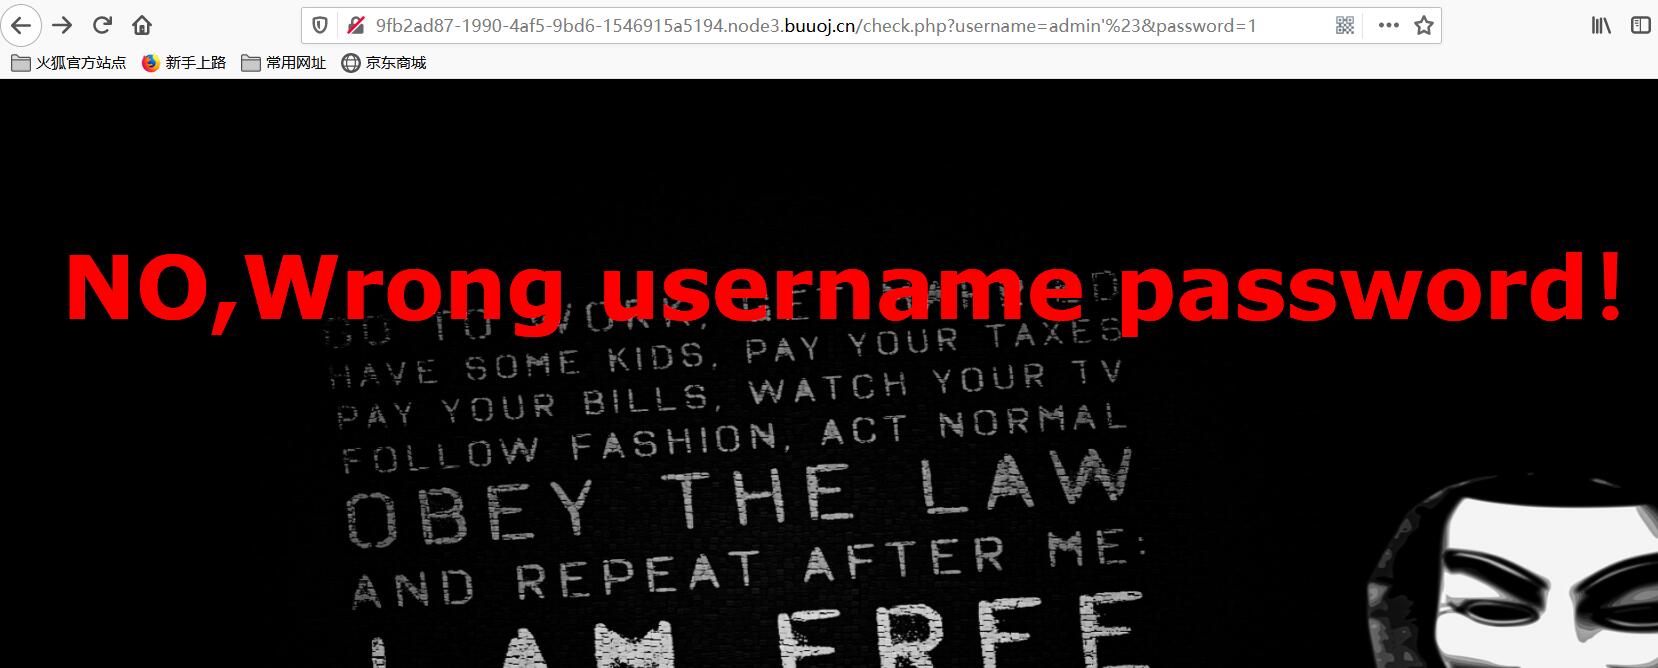 9fb2ad87-1990-4af5-9bd6-1546915a5194.node3.buuoj.cn/check.php?username=admin'%23&password=1
火狐官方站点 新手上路 常用网址 京东商城
NO,Wrong username password!
GO TO WORK, GET MARRIED
HAVE SOME KIDS, PAY YOUR TAXES
PAY YOUR BILLS, WATCH YOUR TV
FOLLOW FASHION, ACT NORMAL
OBEY THE LAW
AND REPEAT AFTER ME:
I AM FREE